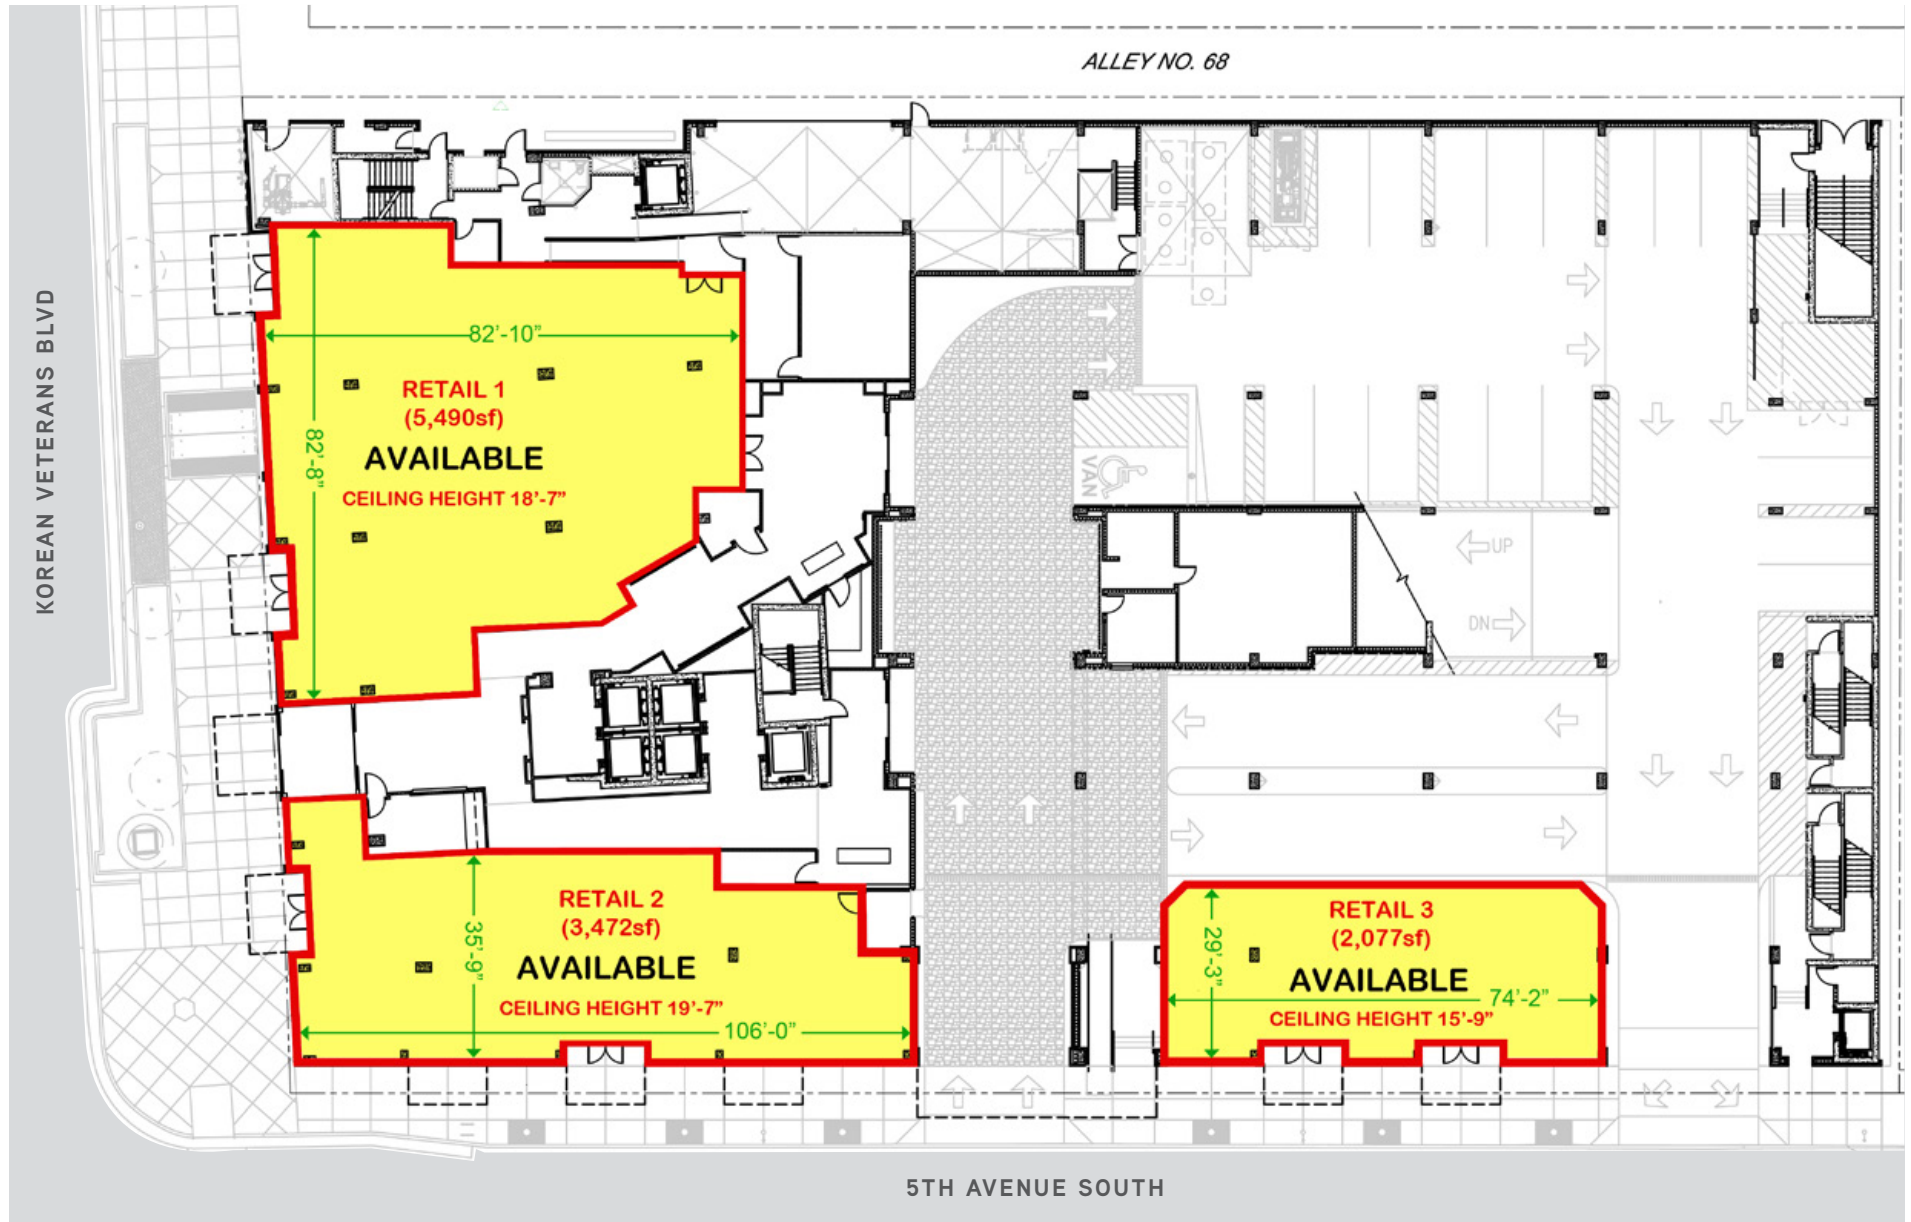 ALLEY NO. 68
KOREAN VETERANS BLVD
82'-10"
82'-8"
RETAIL 1
(5,490sf)
AVAILABLE
CEILING HEIGHT 18'-7"
VAN
UP
DN
RETAIL 2
(3,472sf)
AVAILABLE
CEILING HEIGHT 19'-7"
35'-9"
106'-0"
RETAIL 3
(2,077sf)
AVAILABLE
CEILING HEIGHT 15'-9"
29'-3"
74'-2"
5TH AVENUE SOUTH